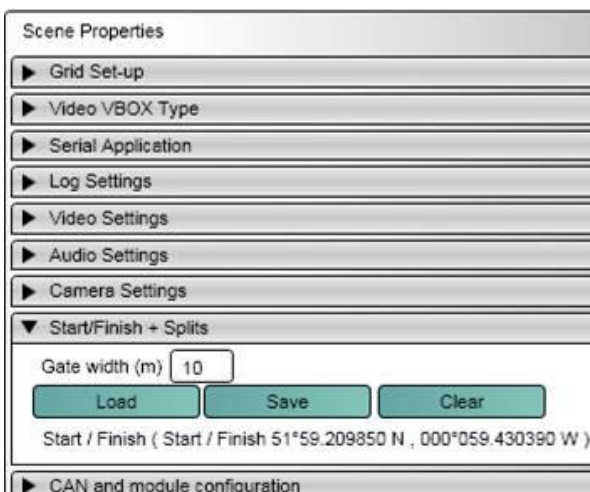 Scene Properties
Grid Set-up
Video VBOX Type
Serial Application
Log Settings
Video Settings
Audio Settings
Camera Settings
Start/Finish + Splits
Gate width (m) 10
Load Save Clear
Start / Finish ( Start / Finish 51°59.209850 N , 000°059.430390 W )
CAN and module configuration